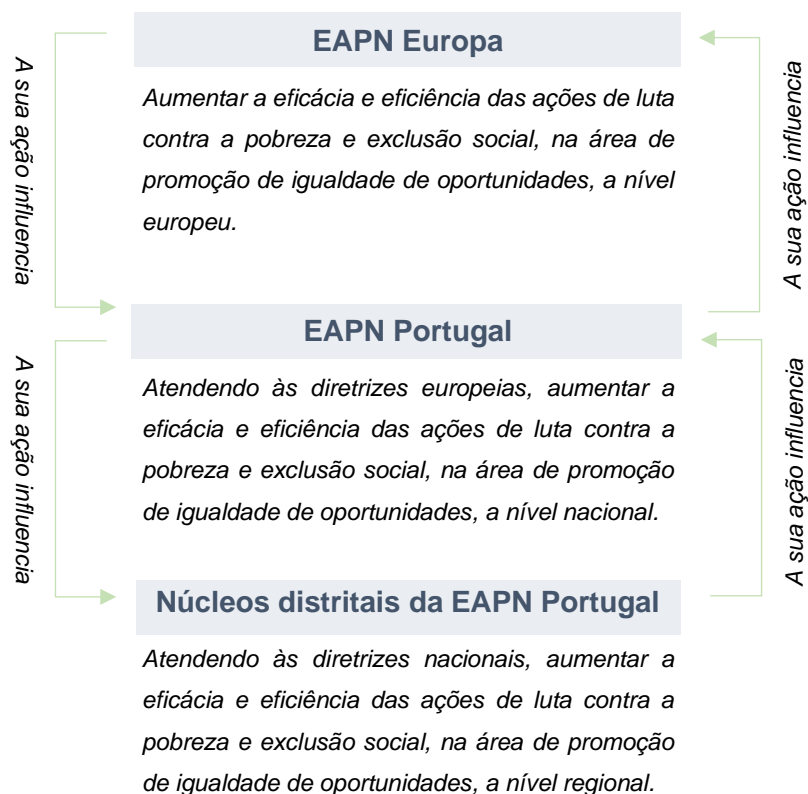 EAPN Europa
A sua ação influencia
Aumentar a eficácia e eficiência das ações de luta
contra a pobreza e exclusão social, na área de
promoção de igualdade de oportunidades, a nível
europeu.
A sua ação influencia
EAPN Portugal
A sua ação influencia
Atendendo às diretrizes europeias, aumentar a
eficácia e eficiência das ações de luta contra a
pobreza e exclusão social, na área de promoção
de igualdade de oportunidades, a nível nacional.
A sua ação influencia
Núcleos distritais da EAPN Portugal
Atendendo às diretrizes nacionais, aumentar a
eficácia e eficiência das ações de luta contra a
pobreza e exclusão social, na área de promoção
de igualdade de oportunidades, a nível regional.